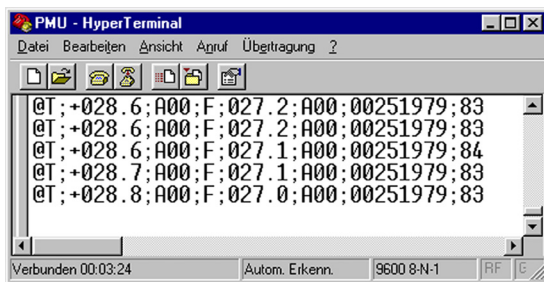 PMU - HyperTerminal
Datei Bearbeiten Ansicht Anruf Übertragung ?
@T;+028.6;A00;F;027.2;A00;00251979;83
@T;+028.6;A00;F;027.2;A00;00251979;83
@T;+028.6;A00;F;027.1;A00;00251979;84
@T;+028.7;A00;F;027.1;A00;00251979;83
@T;+028.8;A00;F;027.0;A00;00251979;83
Verbunden 00:03:24 Autom. Erkenn. 9600 8-N-1 RF G